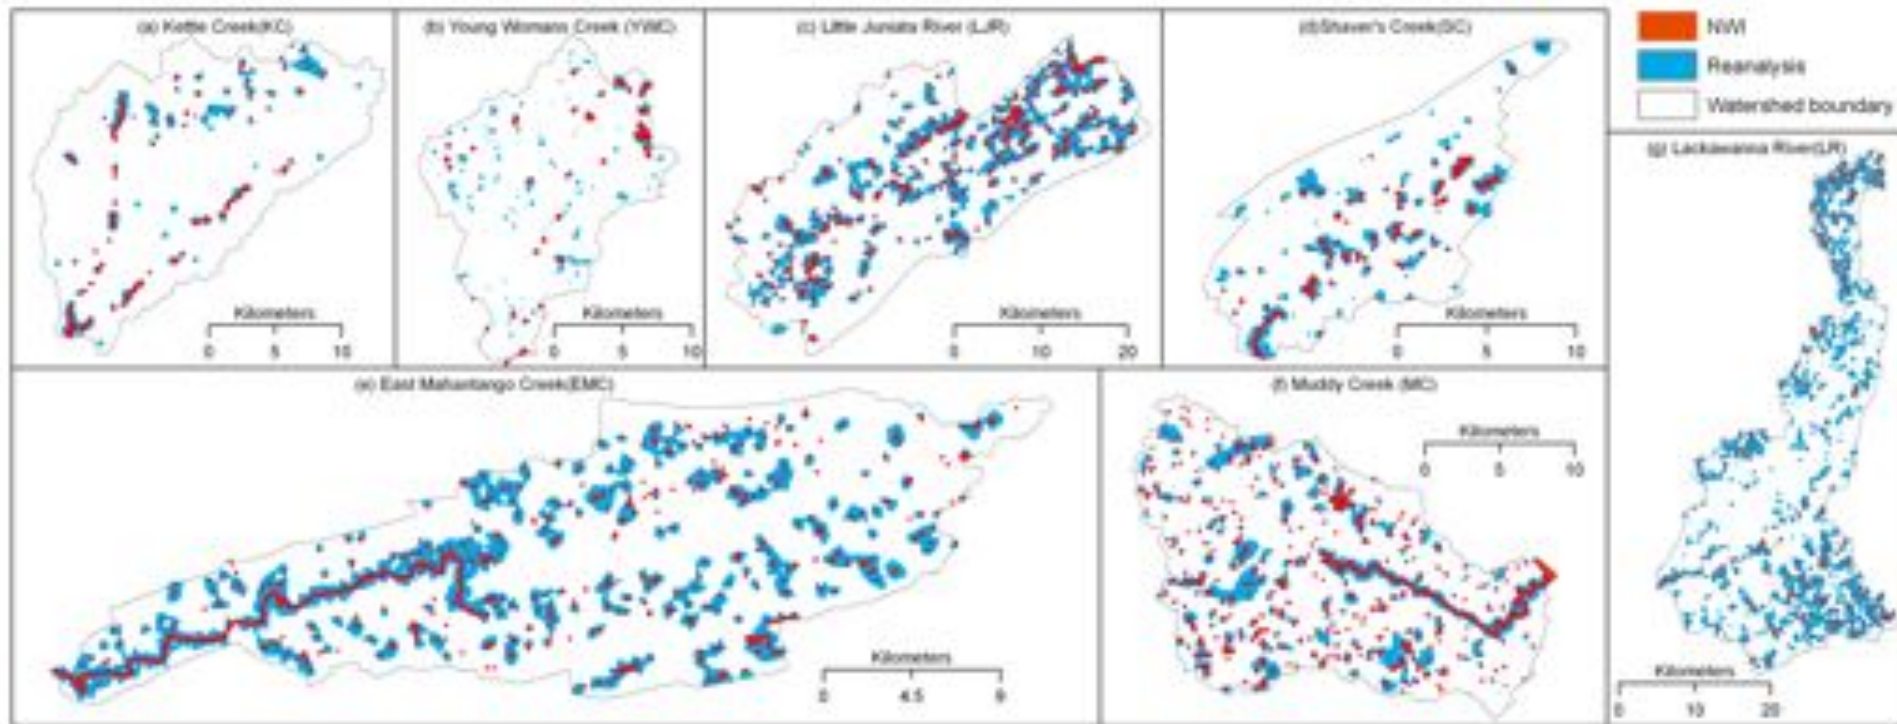 (a) Kettle Creek(KC)
Kilometers
0 5 10
(b) Young Womans Creek (YWC)
Kilometers
0 5 10
(c) Little Juniata River (LJR)
Kilometers
0 10 20
(d)Shaver's Creek(SC)
Kilometers
0 5 10
NWI
Reanalysis
Watershed boundary
(e) East Mahantango Creek(EMC)
Kilometers
0 4.5 9
(f) Muddy Creek (MC)
Kilometers
0 5 10
(g) Lackawanna River(LR)
Kilometers
0 10 20